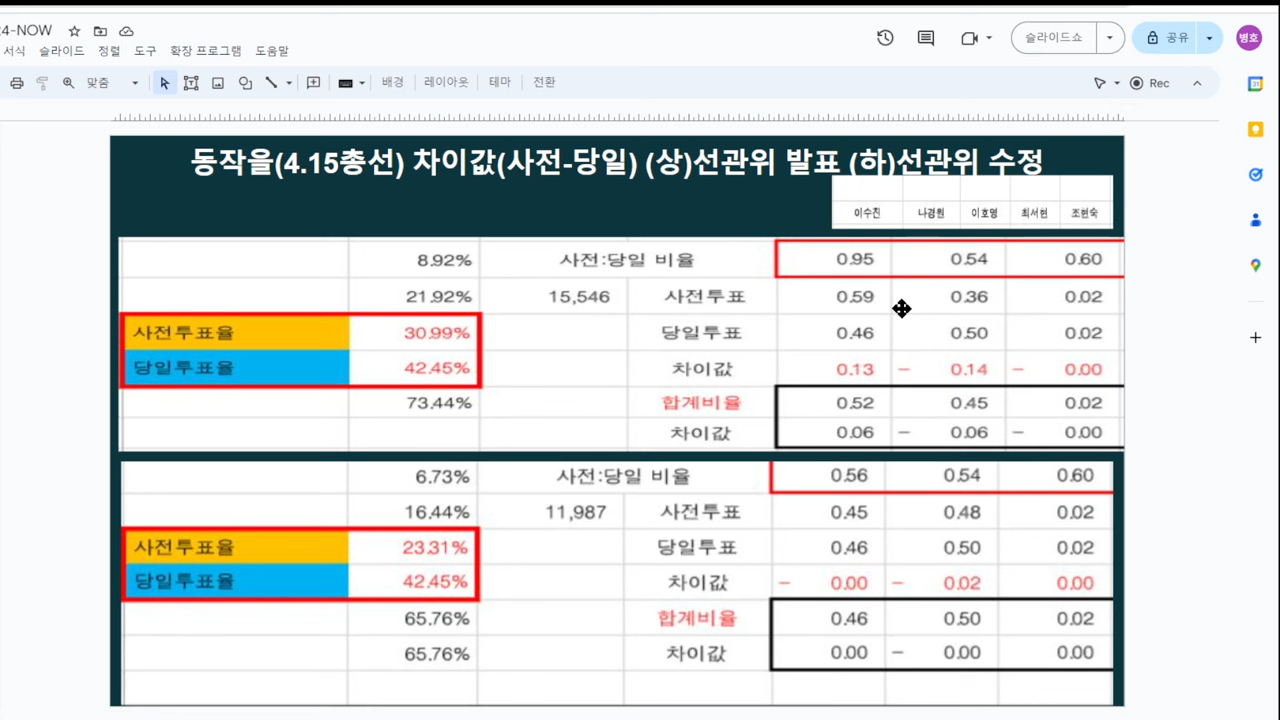 24-NOW
서식 슬라이드 정렬 도구 확장 프로그램 도움말
슬라이드쇼
공유
병호
맞춤
배경 레이아웃 테마 전환
Rec
31
동작을(4.15총선) 차이값(사전-당일) (상)선관위 발표 (하)선관위 수정
이수진 나경원 이호영 최서현 조현숙
8.92% 사전:당일 비율 0.95 0.54 0.60
21.92% 15,546 사전투표 0.59 0.36 0.02
사전투표율 30.99% 당일투표 0.46 0.50 0.02
당일투표율 42.45% 차이값 0.13 – 0.14 – 0.00
73.44% 합계비율 0.52 0.45 0.02
차이값 0.06 – 0.06 – 0.00
6.73% 사전:당일 비율 0.56 0.54 0.60
16.44% 11,987 사전투표 0.45 0.48 0.02
사전투표율 23.31% 당일투표 0.46 0.50 0.02
당일투표율 42.45% 차이값 – 0.00 – 0.02 0.00
65.76% 합계비율 0.46 0.50 0.02
65.76% 차이값 0.00 – 0.00 0.00